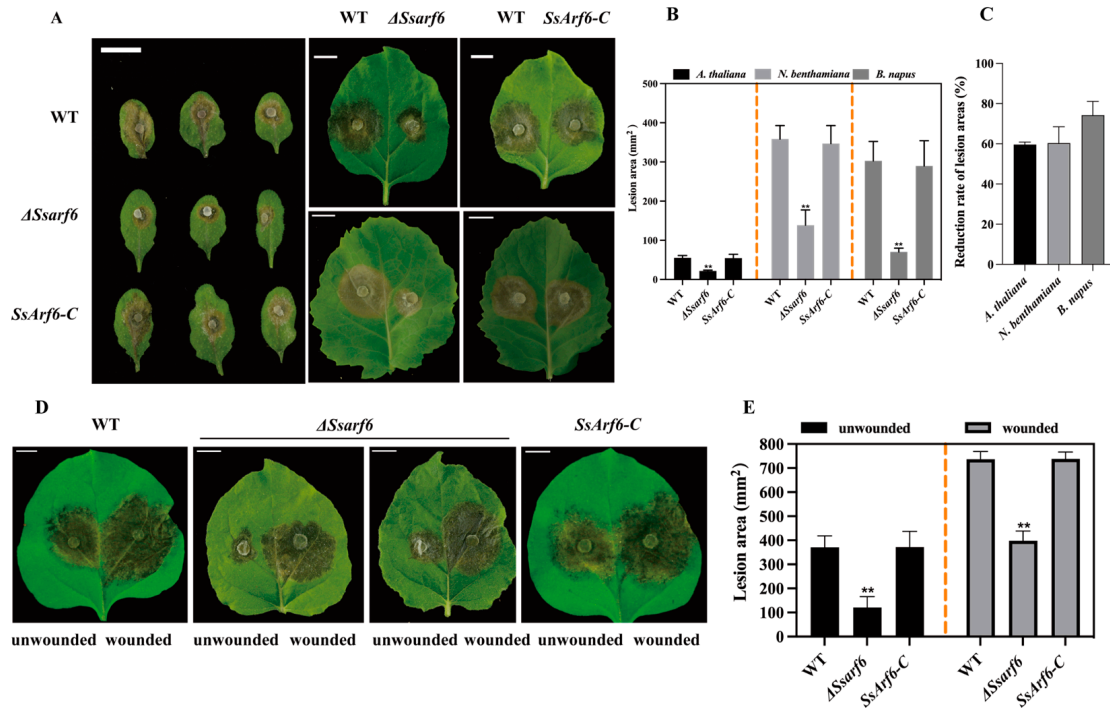 A
WT ΔSsarf6
WT SsArf6-C
WT
ΔSsarf6
SsArf6-C
B
A. thaliana N. benthamiana B. napus
Lesion area (mm2)
500
400
300
200
100
0
WT ΔSsarf6 SsArf6-C WT ΔSsarf6 SsArf6-C WT ΔSsarf6 SsArf6-C
** ** **
C
Reduction rate of lesion areas (%)
100
80
60
40
20
0
A. thaliana N. benthamiana B. napus
D
WT ΔSsarf6 SsArf6-C
unwounded wounded unwounded wounded unwounded wounded unwounded wounded
E
unwounded wounded
Lesion area (mm2)
800
700
600
500
400
300
200
100
0
** **
WT ΔSsarf6 SsArf6-C WT ΔSsarf6 SsArf6-C